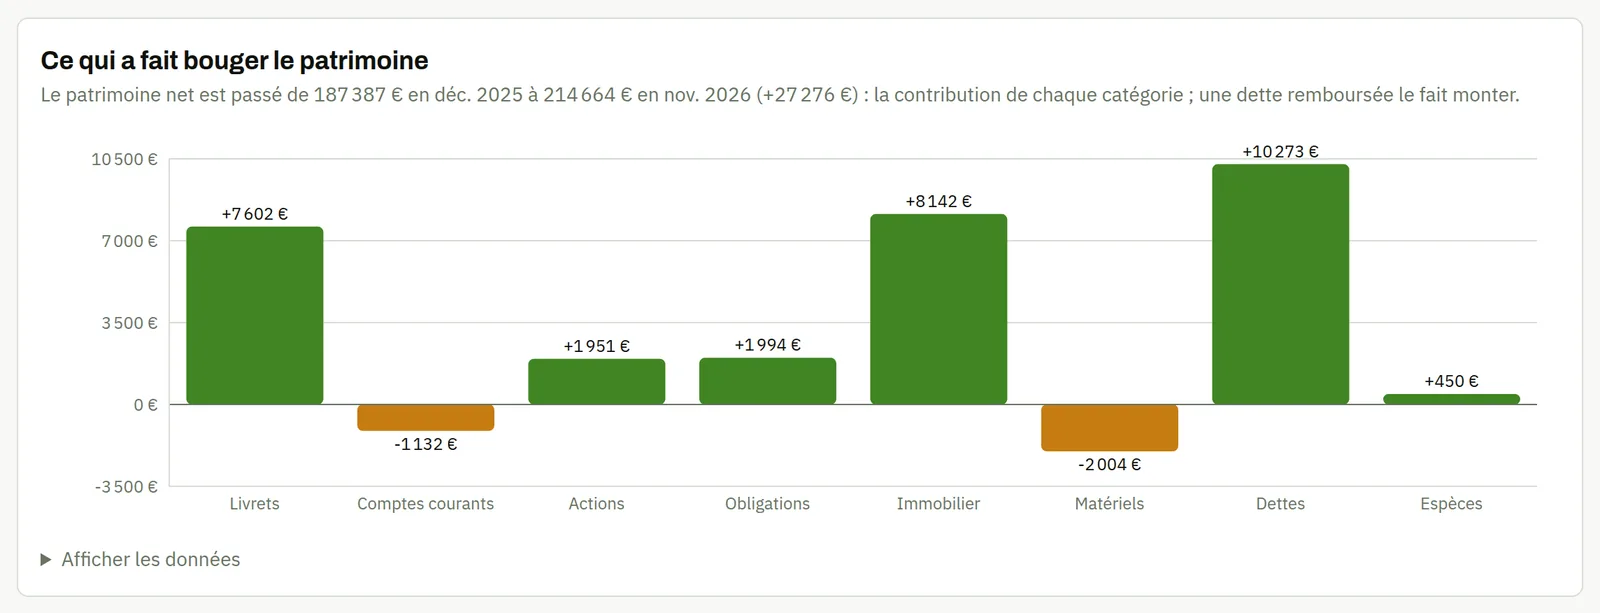 Ce qui a fait bouger le patrimoine
Le patrimoine net est passé de 187 387 € en déc. 2025 à 214 664 € en nov. 2026 (+27 276 €) : la contribution de chaque catégorie ; une dette remboursée le fait monter.
10 500 €
7 000 €
3 500 €
0 €
-3 500 €
+7 602 €
-1 132 €
+1 951 €
+1 994 €
+8 142 €
-2 004 €
+10 273 €
+450 €
Livrets
Comptes courants
Actions
Obligations
Immobilier
Matériels
Dettes
Espèces
Afficher les données